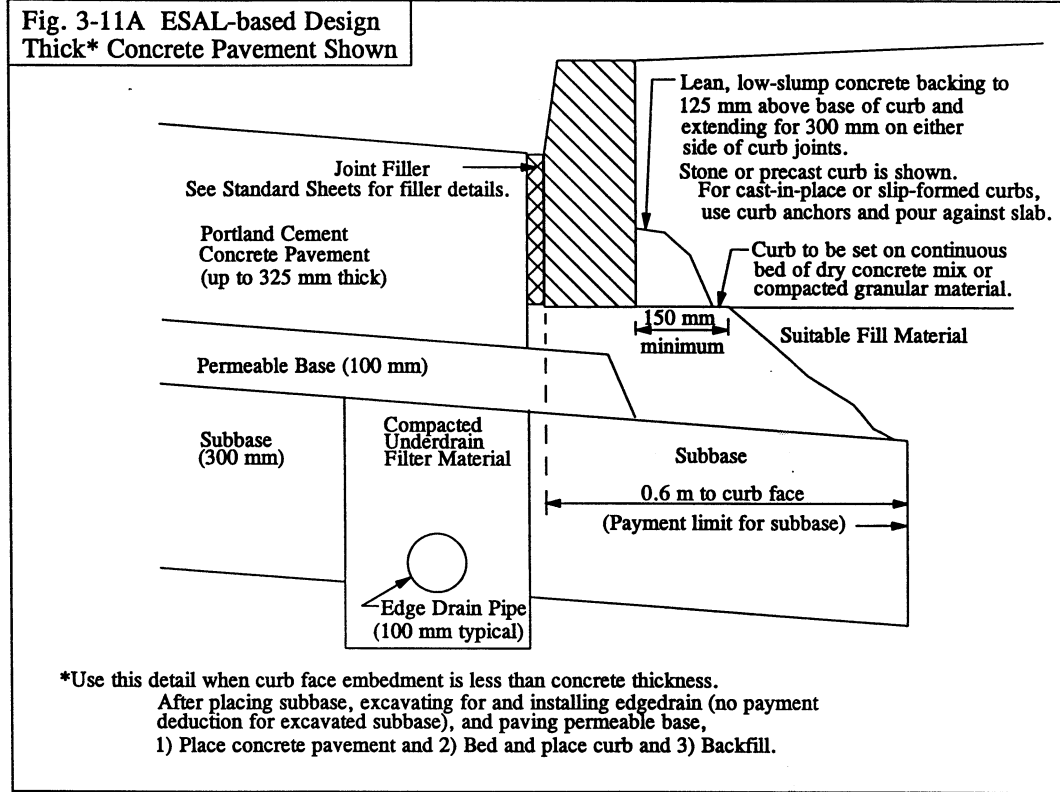 Fig. 3-11A ESAL-based Design
Thick* Concrete Pavement Shown
Lean, low-slump concrete backing to
125 mm above base of curb and
extending for 300 mm on either
side of curb joints.
Stone or precast curb is shown.
For cast-in-place or slip-formed curbs,
use curb anchors and pour against slab.
Joint Filler
See Standard Sheets for filler details.
Portland Cement
Concrete Pavement
(up to 325 mm thick)
Curb to be set on continuous
bed of dry concrete mix or
compacted granular material.
150 mm
minimum
Suitable Fill Material
Permeable Base (100 mm)
Subbase
(300 mm)
Compacted
Underdrain
Filter Material
Subbase
0.6 m to curb face
(Payment limit for subbase)
Edge Drain Pipe
(100 mm typical)
*Use this detail when curb face embedment is less than concrete thickness.
After placing subbase, excavating for and installing edgedrain (no payment
deduction for excavated subbase), and paving permeable base,
1) Place concrete pavement and 2) Bed and place curb and 3) Backfill.